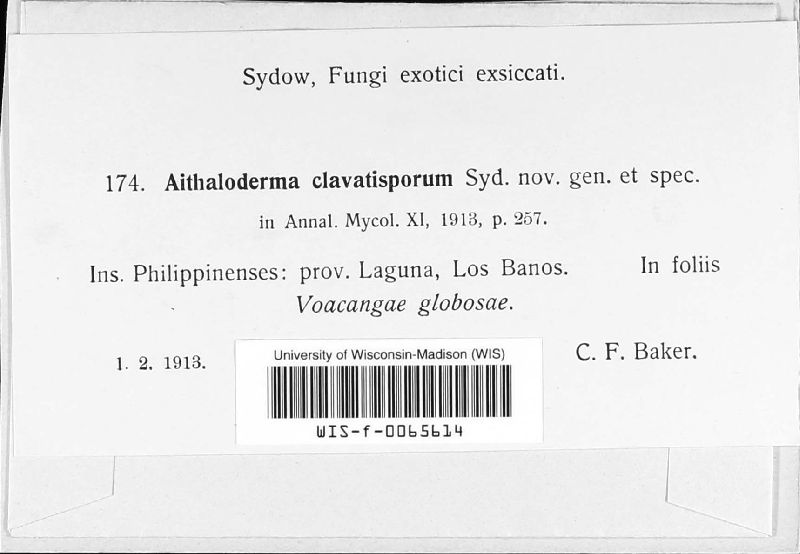 Sydow, Fungi exotici exsiccati.
174. Aithaloderma clavatisporum Syd. nov. gen. et spec.
in Annal. Mycol. XI, 1913, p. 257.
Ins. Philippinenses: prov. Laguna, Los Banos. In foliis
Voacangae globosae.
1. 2. 1913.
C. F. Baker.
University of Wisconsin-Madison (WIS)
WIS-f-0065614